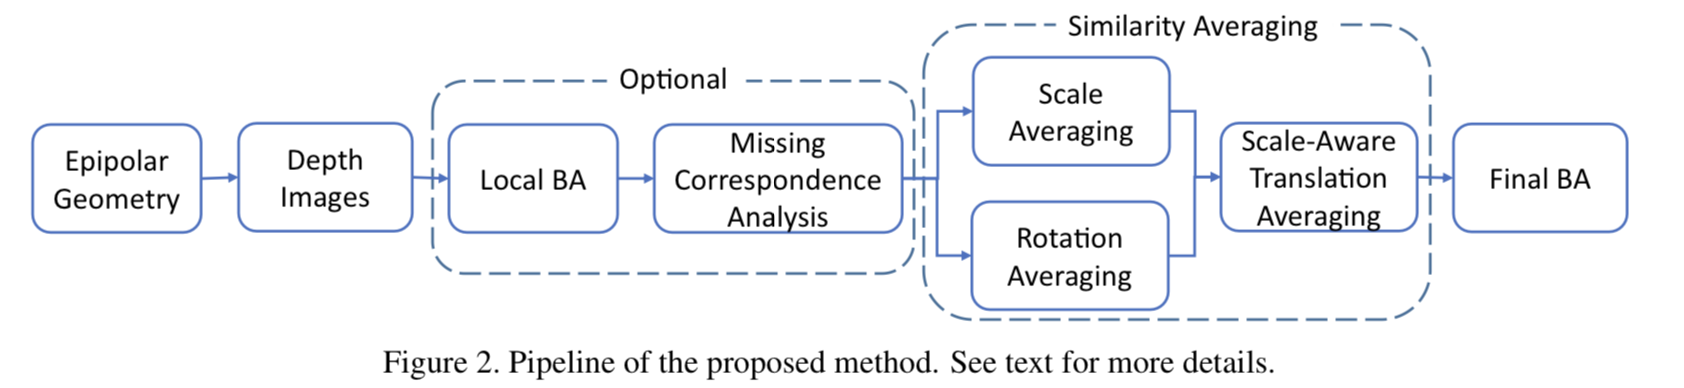 Similarity Averaging
Optional
Epipolar
Geometry
Depth
Images
Local BA
Missing
Correspondence
Analysis
Scale
Averaging
Rotation
Averaging
Scale-Aware
Translation
Averaging
Final BA
Figure 2. Pipeline of the proposed method. See text for more details.